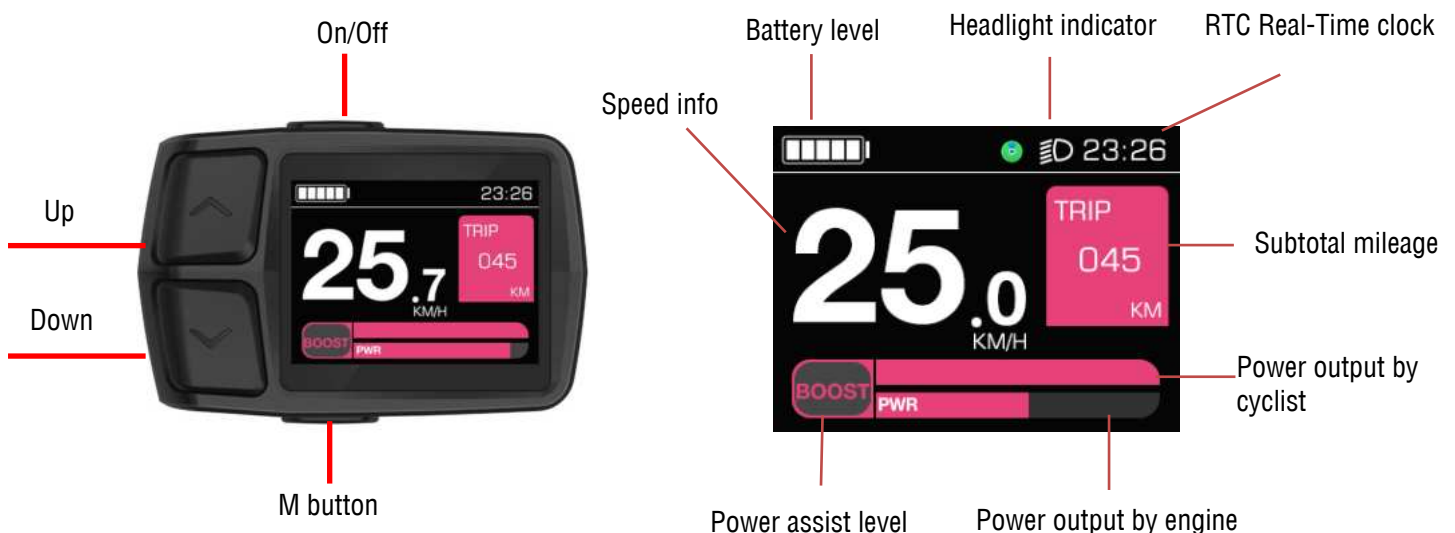 On/Off
Up
Down
M button
23:26
25.7
KM/H
TRIP
045
KM
BOOST
PWR
Battery level
Headlight indicator
RTC Real-Time clock
Speed info
23:26
25.0
KM/H
TRIP
045
KM
Subtotal mileage
BOOST
PWR
Power output by
cyclist
Power assist level
Power output by engine